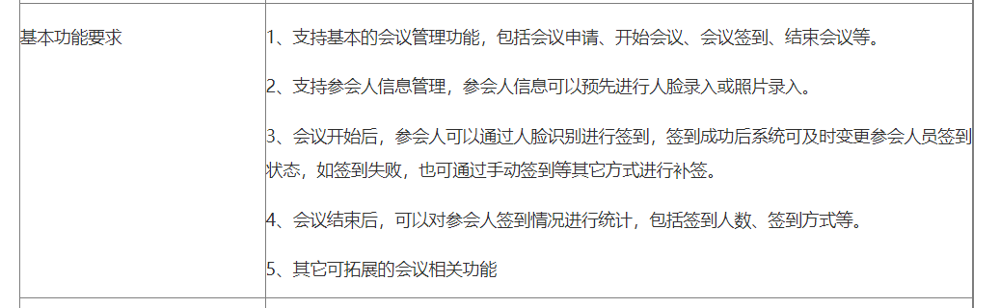 基本功能要求
1、支持基本的会议管理功能，包括会议申请、开始会议、会议签到、结束会议等。
2、支持参会人信息管理，参会人信息可以预先进行人脸录入或照片录入。
3、会议开始后，参会人可以通过人脸识别进行签到，签到成功后系统可及时变更参会人员签到
状态，如签到失败，也可通过手动签到等其它方式进行补签。
4、会议结束后，可以对参会人签到情况进行统计，包括签到人数、签到方式等。
5、其它可拓展的会议相关功能